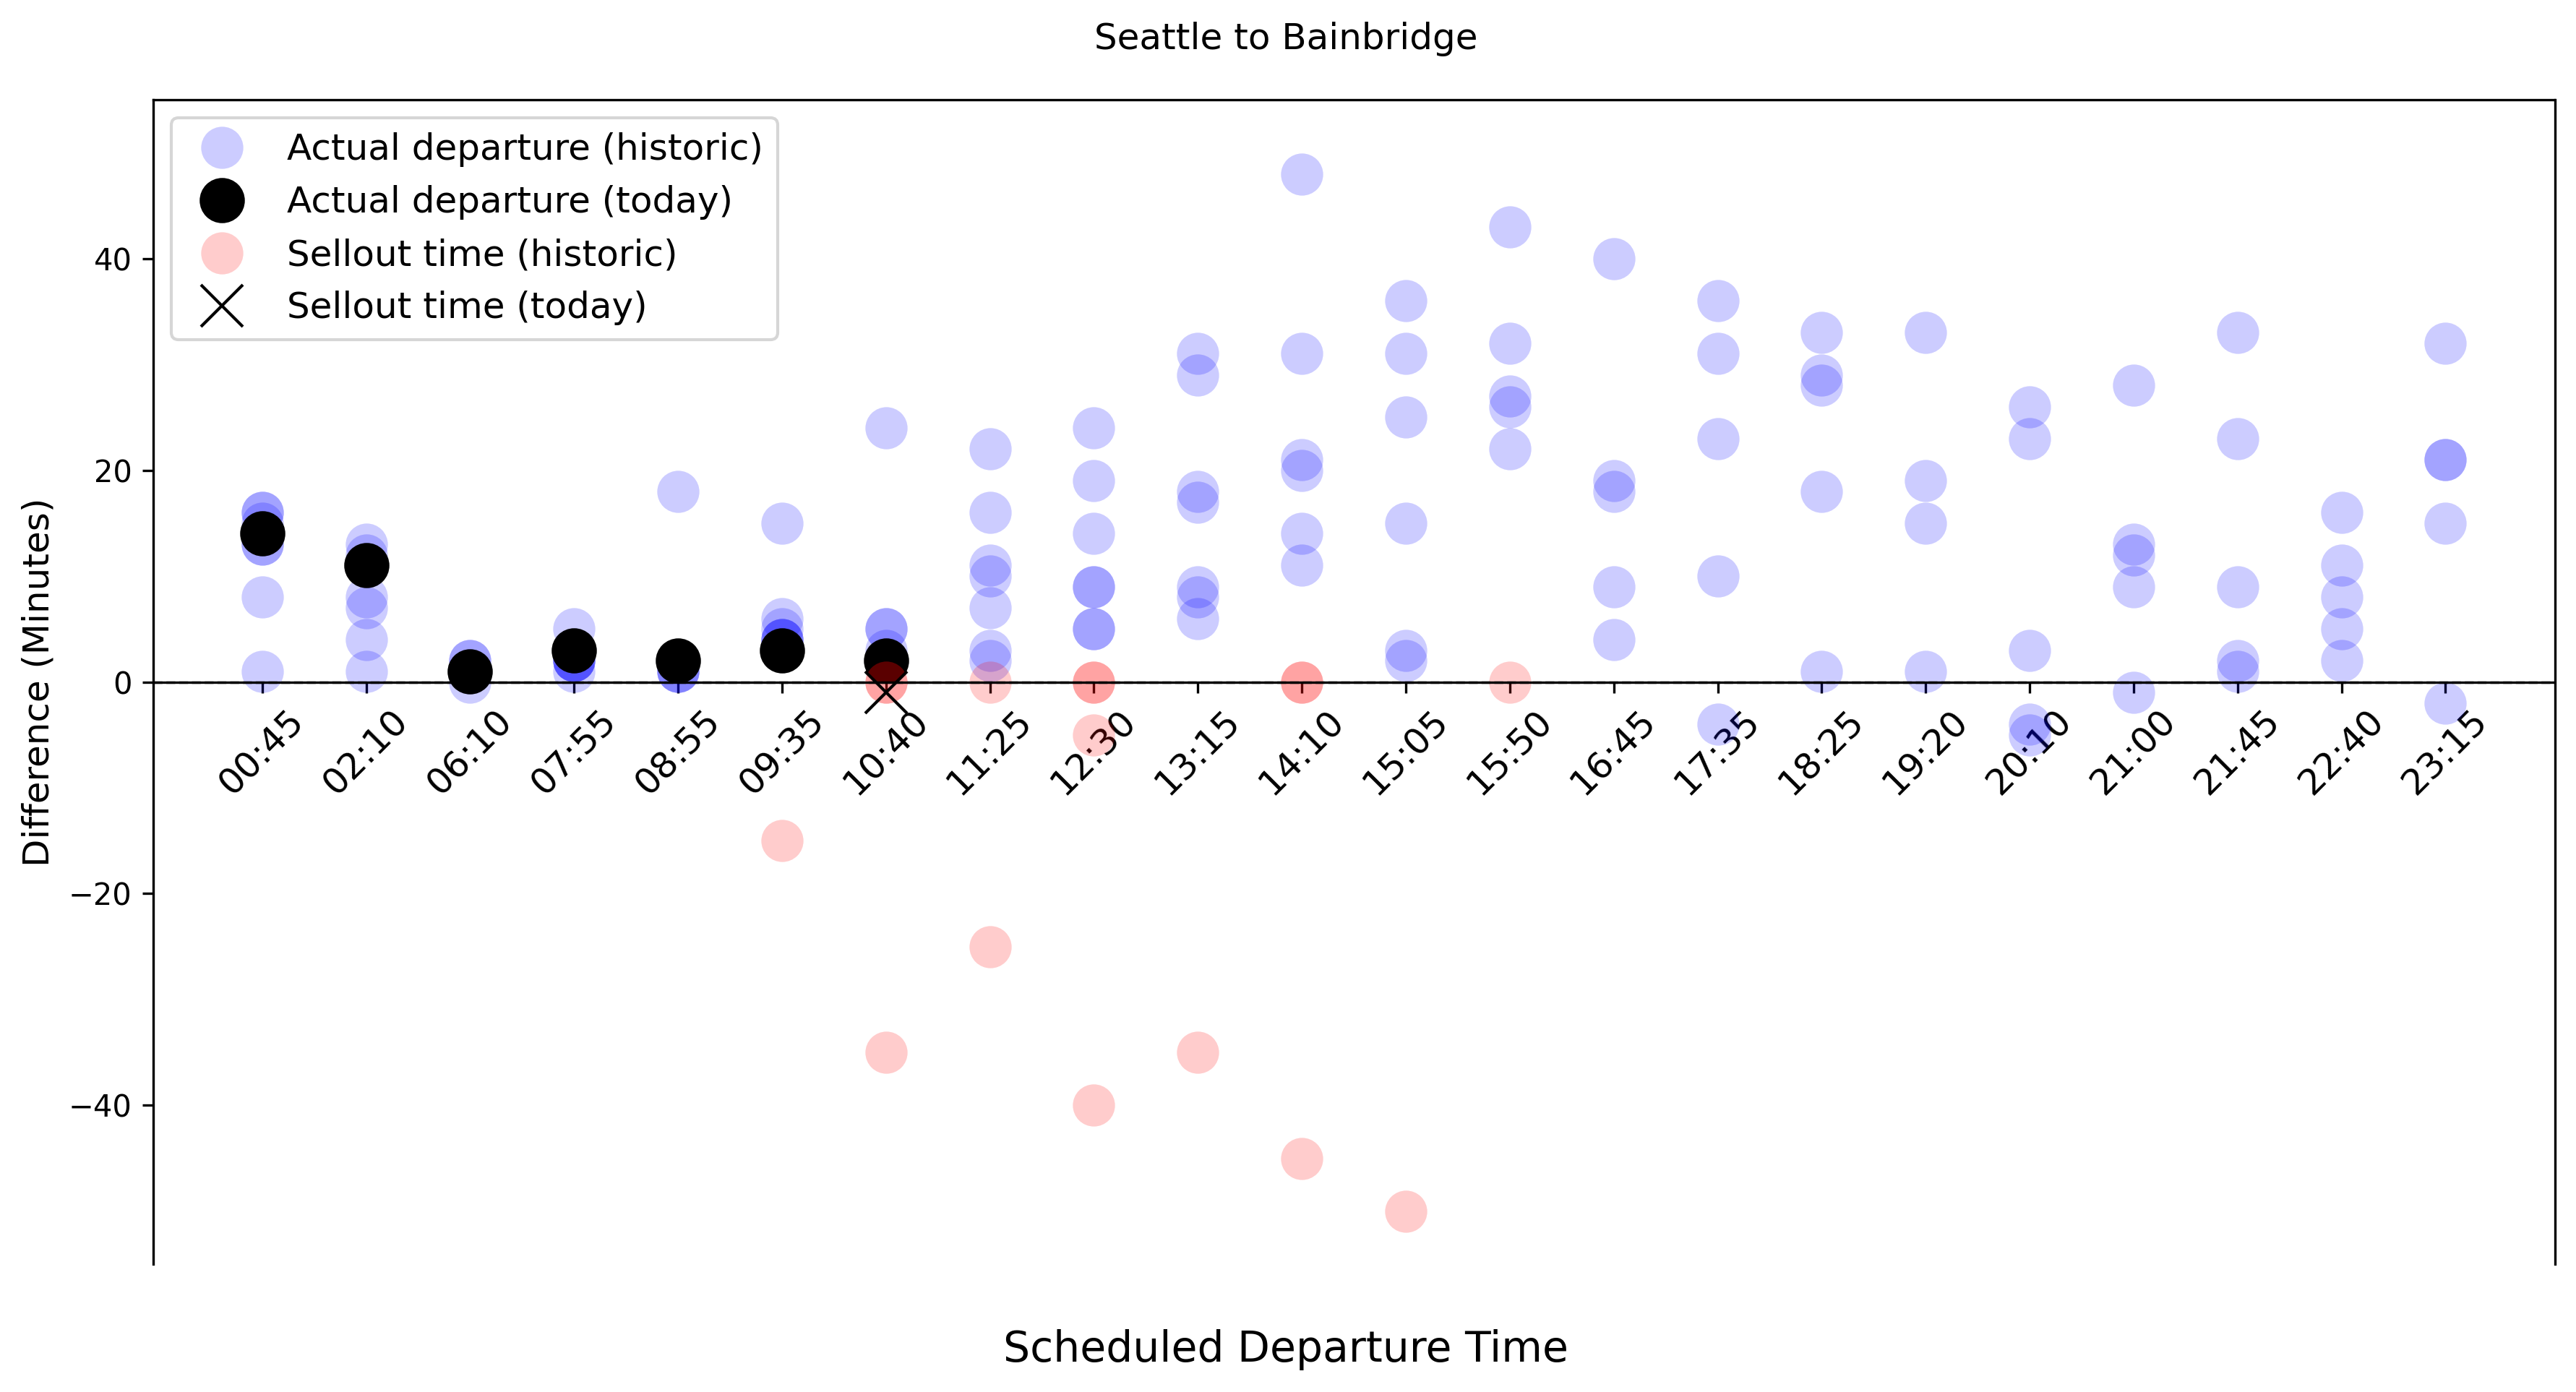 Seattle to Bainbridge
Actual departure (historic)
Actual departure (today)
Sellout time (historic)
Sellout time (today)
Difference (Minutes)
40
20
0
−20
−40
00:45 02:10 06:10 07:55 08:55 09:35 10:40 11:25 12:30 13:15 14:10 15:05 15:50 16:45 17:35 18:25 19:20 20:10 21:00 21:45 22:40 23:15
Scheduled Departure Time